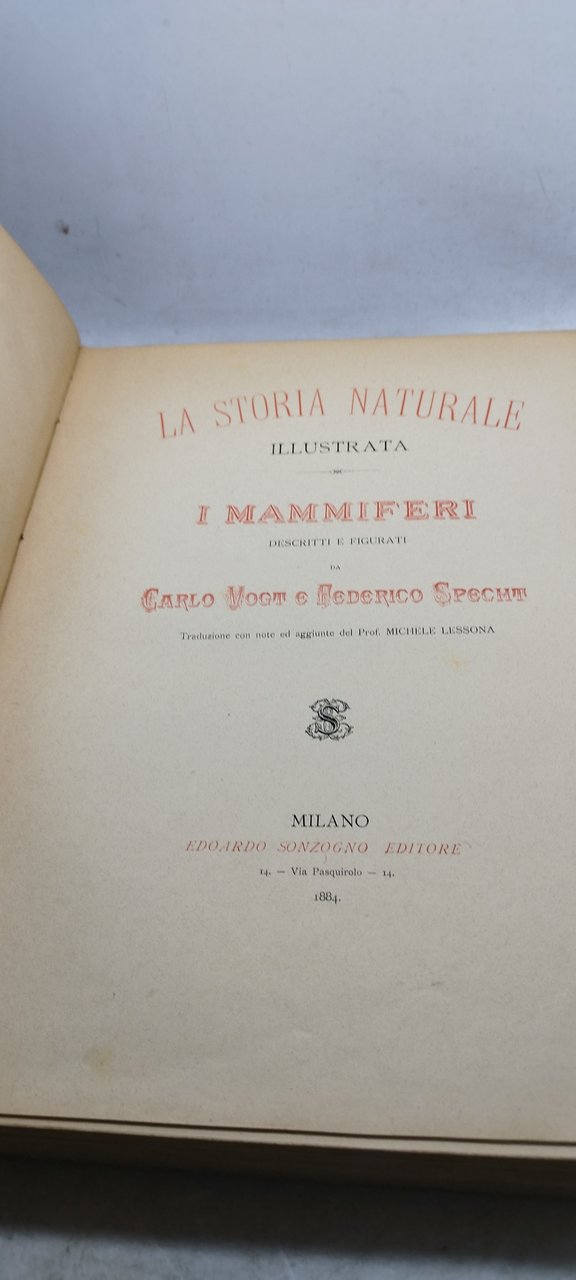 LA STORIA NATURALE
ILLUSTRATA
I MAMMIFERI
DESCRITTI E FIGURATI
DA
CARLO VOGT E FEDERICO SPECHT
Traduzione con note ed aggiunte del Prof. MICHELE LESSONA
S
MILANO
EDOARDO SONZOGNO EDITORE
14. — Via Pasquirolo — 14.
1884.